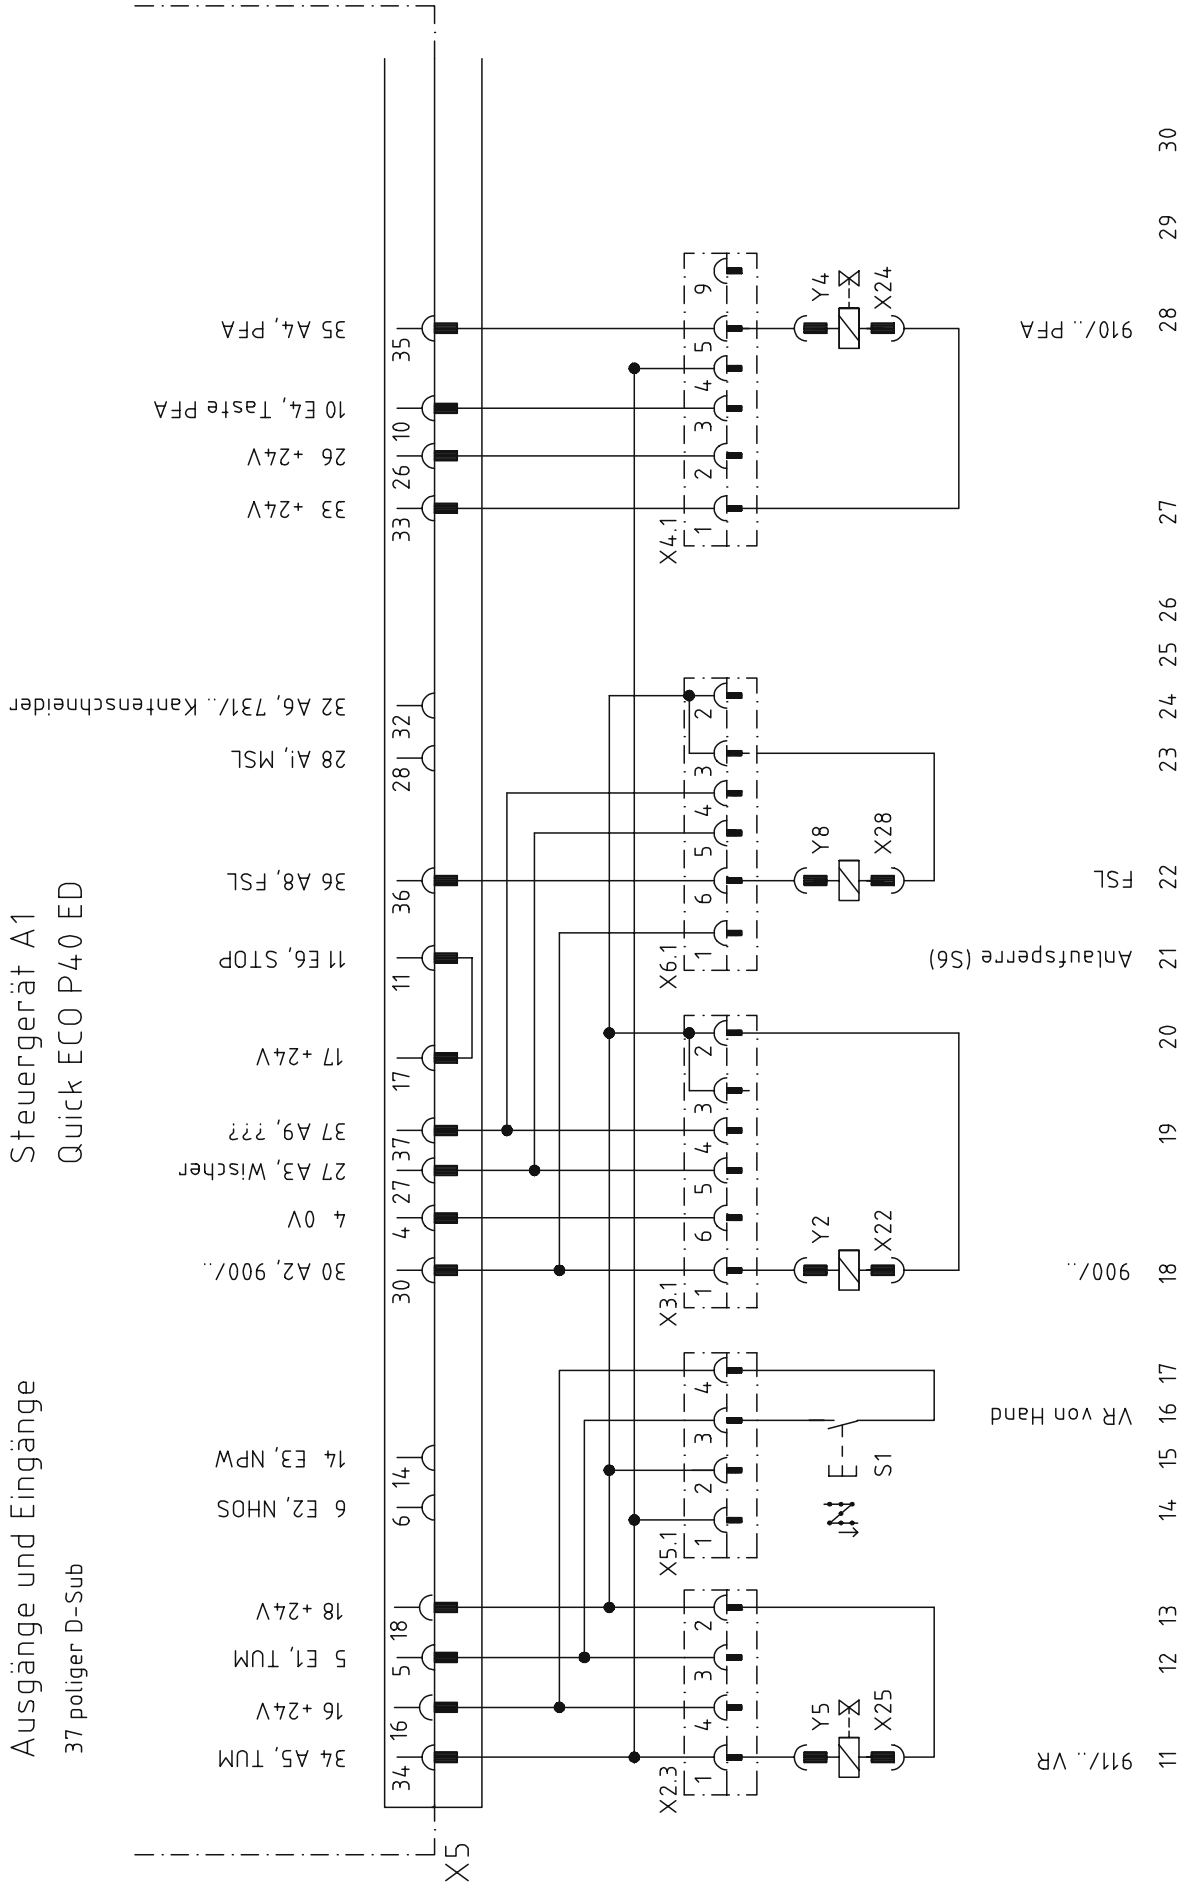 Steuergerät A1
Quick ECO P40 ED
Ausgänge und Eingänge
37 poliger D-Sub
34 A5, TUM
16 +24V
5 E1, TUM
18 +24V
6 E2, NHOS
14 E3, NPW
30 A2, 900/..
4 0V
27 A3, Wischer
37 A9, ???
17 +24V
11 E6, STOP
36 A8, FSL
28 A!, MSL
32 A6, 731/.. Kantenschneider
33 +24V
26 +24V
10 E4, Taste PFA
35 A4, PFA
34
16
5
18
6
14
30
4
27
37
17
11
36
28
32
33
26
10
35
X5
X2.3
1
4
3
2
X5.1
1
2
3
4
X3.1
1
6
5
4
3
2
X6.1
1
6
5
4
3
2
X4.1
1
2
3
4
5
9
Y5
X25
S1
Y2
X22
Y8
X28
Y4
X24
911/.. VR
VR von Hand
900/..
Anlaufsperre (S6)
FSL
910/.. PFA
11
12
13
14
15
16
17
18
19
20
21
22
23
24
25
26
27
28
29
30